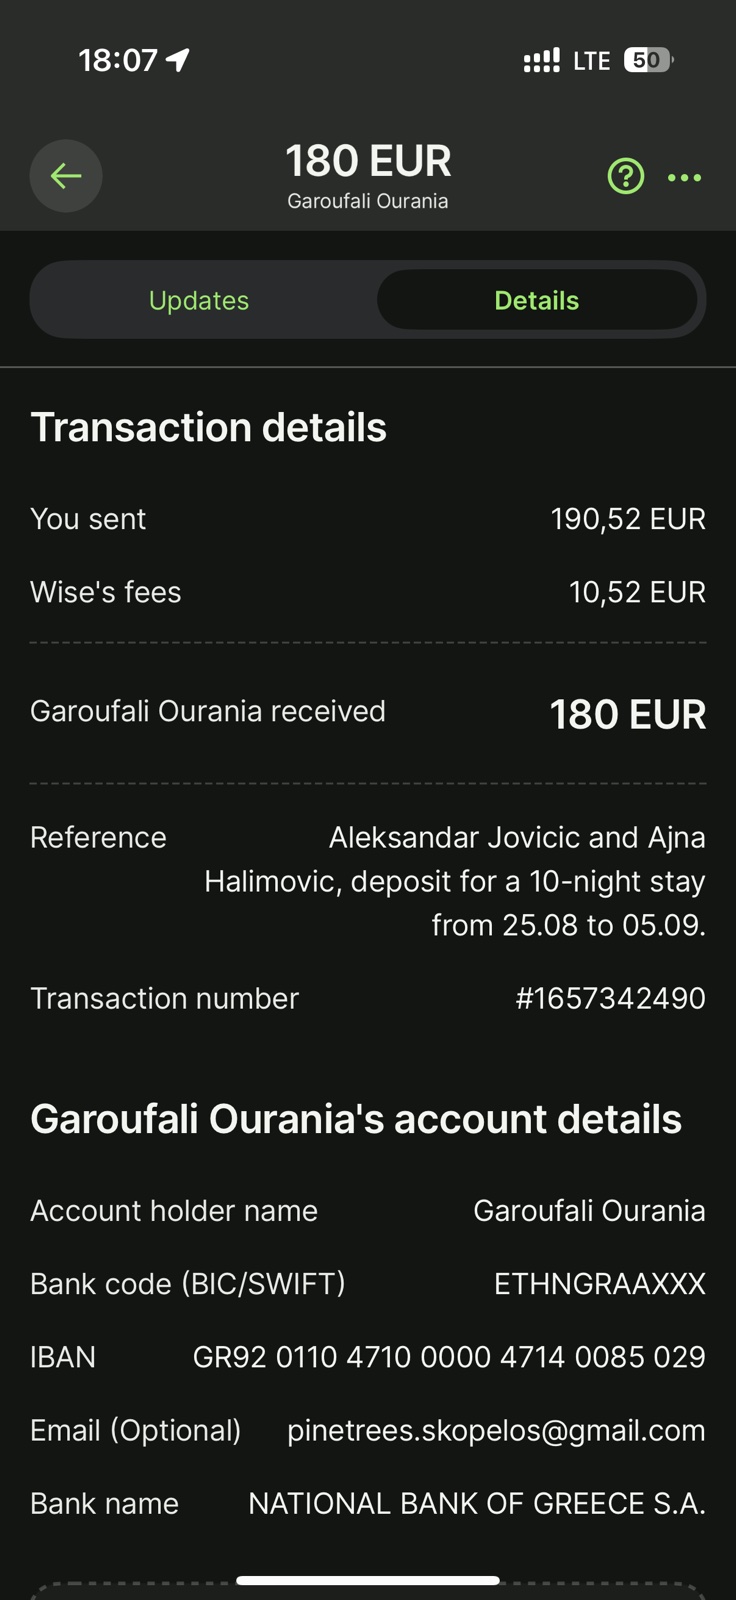 18:07 LTE 50
180 EUR
Garoufali Ourania
Updates Details
Transaction details
You sent 190,52 EUR
Wise's fees 10,52 EUR
Garoufali Ourania received 180 EUR
Reference Aleksandar Jovicic and Ajna
Halimovic, deposit for a 10-night stay
from 25.08 to 05.09.
Transaction number #1657342490
Garoufali Ourania's account details
Account holder name Garoufali Ourania
Bank code (BIC/SWIFT) ETHNGRAAXXX
IBAN GR92 0110 4710 0000 4714 0085 029
Email (Optional) pinetrees.skopelos@gmail.com
Bank name NATIONAL BANK OF GREECE S.A.